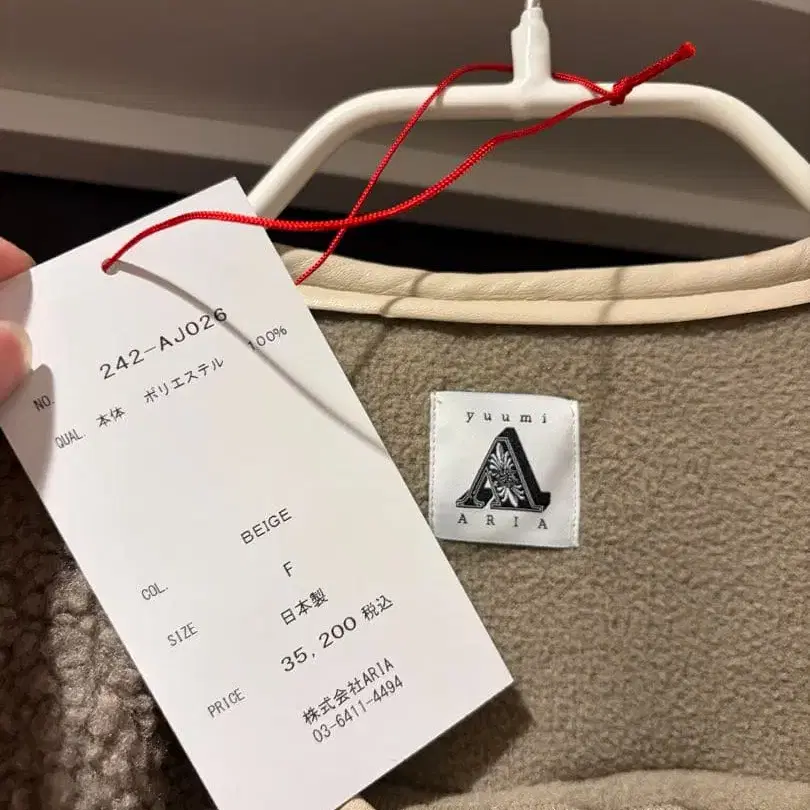 NO. 242-AJ026
QUAL. 本体 ポリエステル 100%
COL. BEIGE
SIZE F
日本製
PRICE 35,200 税込
株式会社ARIA
03-6411-4494
yuumi
A
ARIA